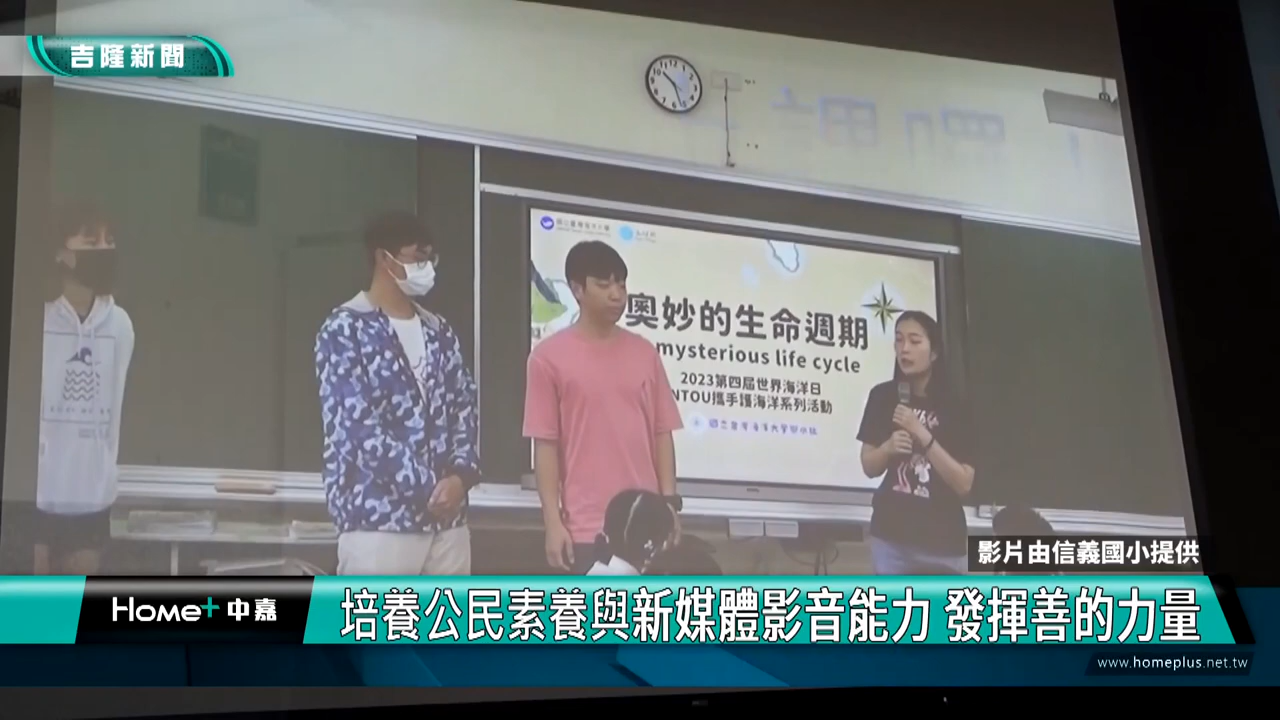 吉隆新聞
奧妙的生命週期
mysterious life cycle
2023第四屆世界海洋日
NTOU攜手護海洋系列活動
影片由信義國小提供
Home+ 中嘉
培養公民素養與新媒體影音能力 發揮善的力量
www.homeplus.net.tw